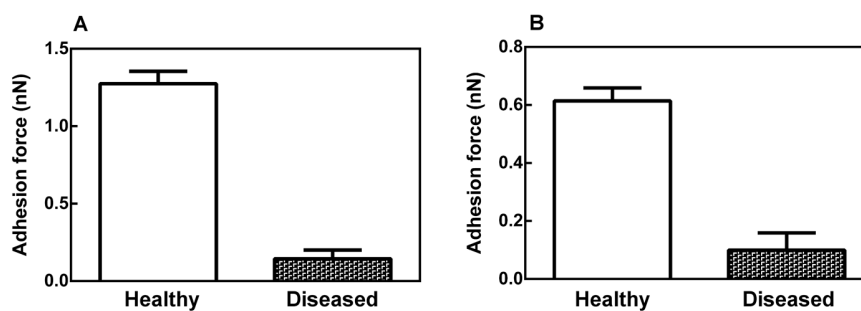 A
Adhesion force (nN)
1.5
1.0
0.5
0.0
Healthy
Diseased
B
Adhesion force (nN)
0.8
0.6
0.4
0.2
0.0
Healthy
Diseased